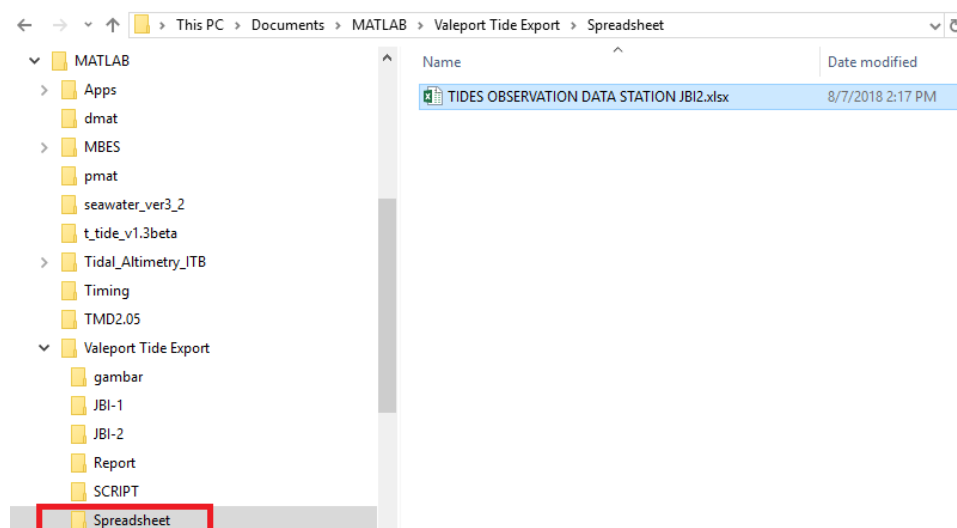 This PC > Documents > MATLAB > Valeport Tide Export > Spreadsheet
MATLAB
Apps
dmat
MBES
pmat
seawater_ver3_2
t_tide_v1.3beta
Tidal_Altimetry_ITB
Timing
TMD2.05
Valeport Tide Export
gambar
JBI-1
JBI-2
Report
SCRIPT
Spreadsheet
Name Date modified
TIDES OBSERVATION DATA STATION JBI2.xlsx 8/7/2018 2:17 PM